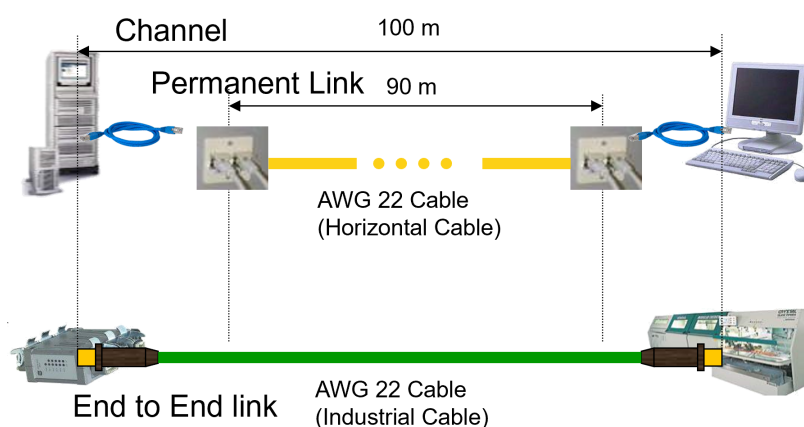 Channel
100 m
Permanent Link
90 m
AWG 22 Cable
(Horizontal Cable)
AWG 22 Cable
(Industrial Cable)
End to End link